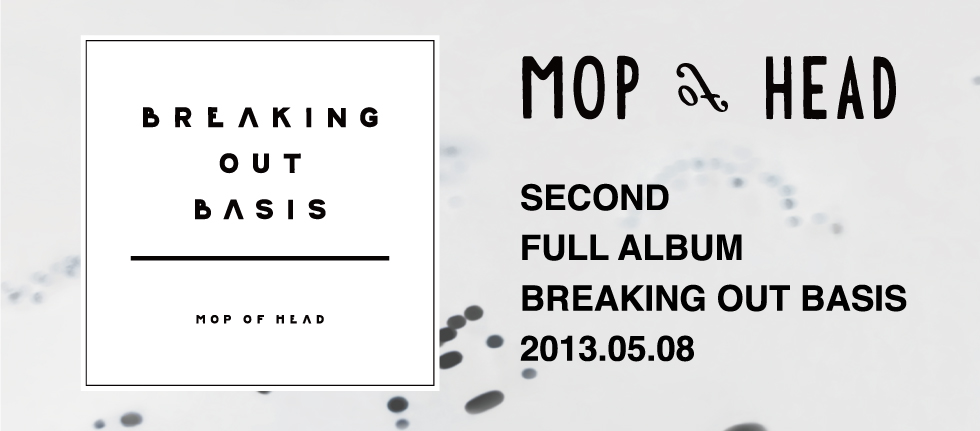 BREAKING
OUT
BASIS
MOP OF HEAD
MOP of HEAD
SECOND
FULL ALBUM
BREAKING OUT BASIS
2013.05.08